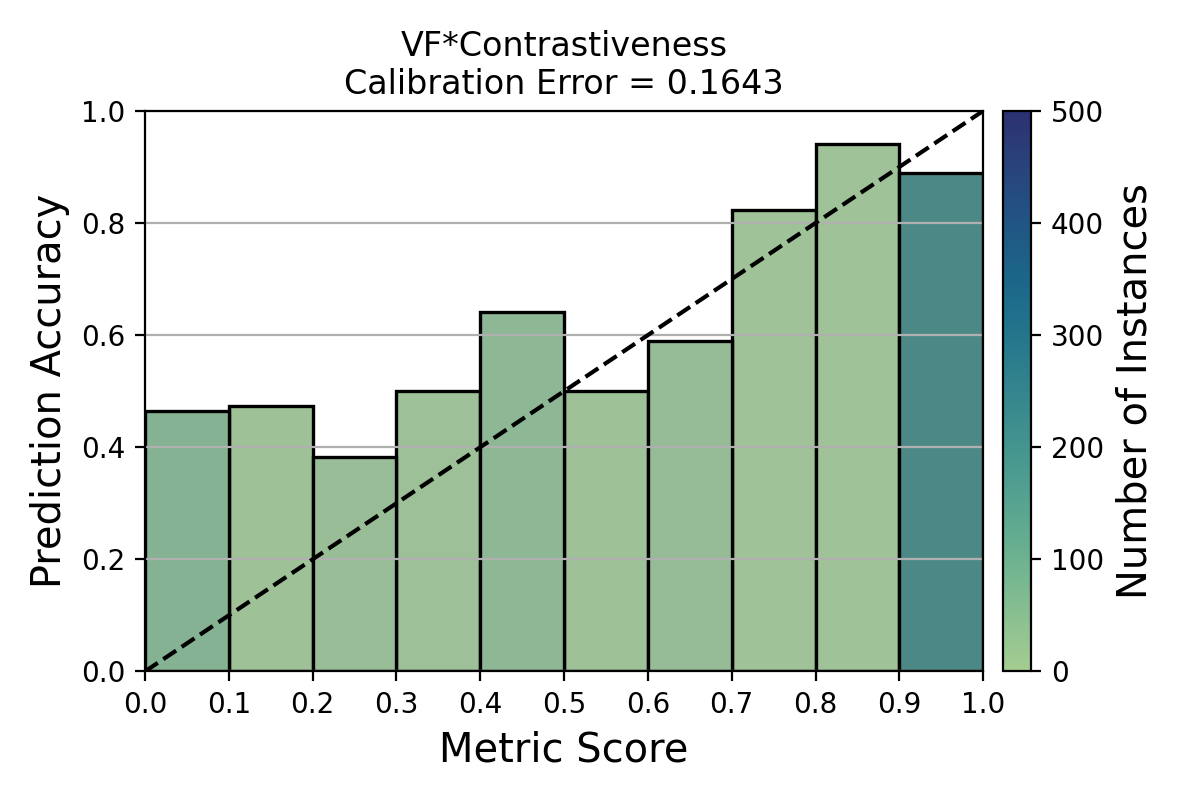 VF*Contrastiveness
Calibration Error = 0.1643
Prediction Accuracy
1.0
0.8
0.6
0.4
0.2
0.0
0.0 0.1 0.2 0.3 0.4 0.5 0.6 0.7 0.8 0.9 1.0
Metric Score
500
400
300
200
100
0
Number of Instances